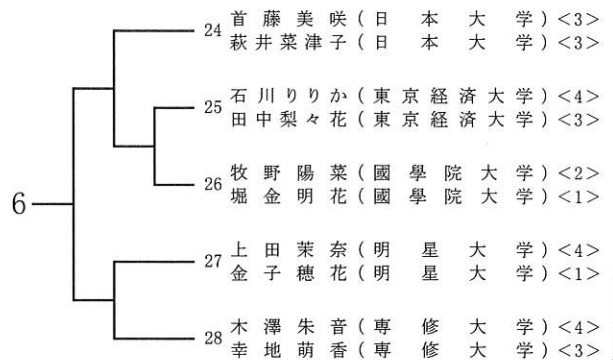 24 首藤美咲(日本大学)<3>
萩井菜津子(日本大学)<3>
25 石川りりか(東京経済大学)<4>
田中梨々花(東京経済大学)<3>
26 牧野陽菜(國學院大学)<2>
堀金明花(國學院大学)<1>
6
27 上田茉奈(明星大学)<4>
金子穂花(明星大学)<1>
28 木澤朱音(専修大学)<4>
幸地萌香(専修大学)<3>